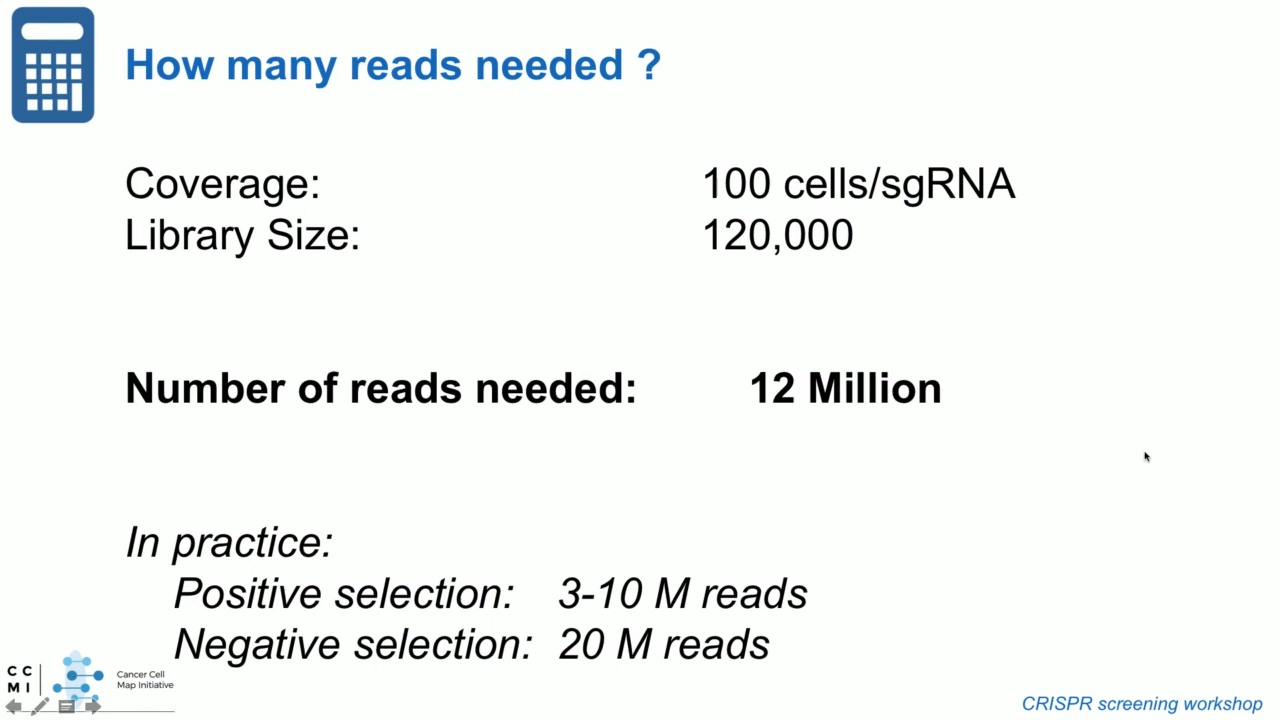 How many reads needed ?
Coverage: 100 cells/sgRNA
Library Size: 120,000
Number of reads needed: 12 Million
In practice:
Positive selection: 3-10 M reads
Negative selection: 20 M reads
C C
M I
Cancer Cell
Map Initiative
CRISPR screening workshop